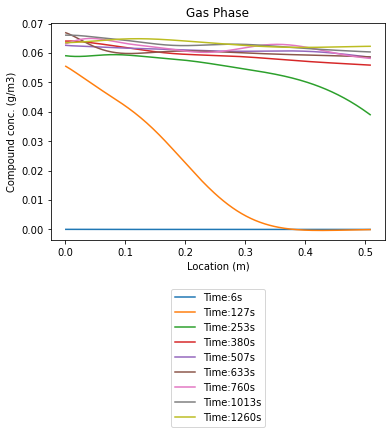 Gas Phase
Compound conc. (g/m3)
0.07
0.06
0.05
0.04
0.03
0.02
0.01
0.00
0.0 0.1 0.2 0.3 0.4 0.5
Location (m)
Time:6s
Time:127s
Time:253s
Time:380s
Time:507s
Time:633s
Time:760s
Time:1013s
Time:1260s